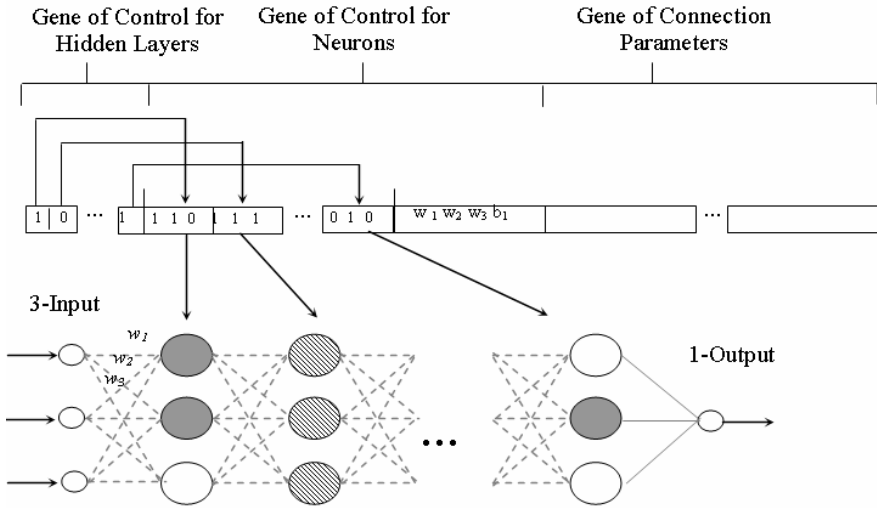 Gene of Control for
Hidden Layers
Gene of Control for
Neurons
Gene of Connection
Parameters
1 0 ... 1 1 1 0 1 1 1 ... 0 1 0 w1 w2 w3 b1 ...
3-Input
w1
w2
w3
1-Output
...